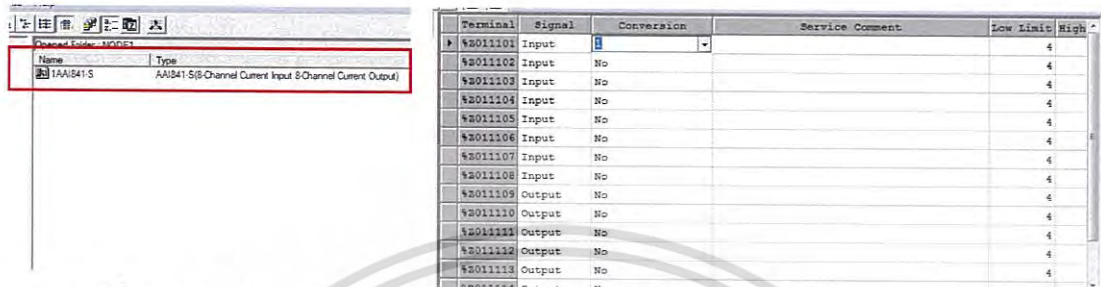 Help
Opened Folder : NODE1
Name Type
1AAI841-S AAI841-S(8-Channel Current Input 8-Channel Current Output)
Terminal Signal Conversion Service Comment Low Limit High
%Z011101 Input 4
%Z011102 Input No 4
%Z011103 Input No 4
%Z011104 Input No 4
%Z011105 Input No 4
%Z011106 Input No 4
%Z011107 Input No 4
%Z011108 Input No 4
%Z011109 Output No 4
%Z011110 Output No 4
%Z011111 Output No 4
%Z011112 Output No 4
%Z011113 Output No 4